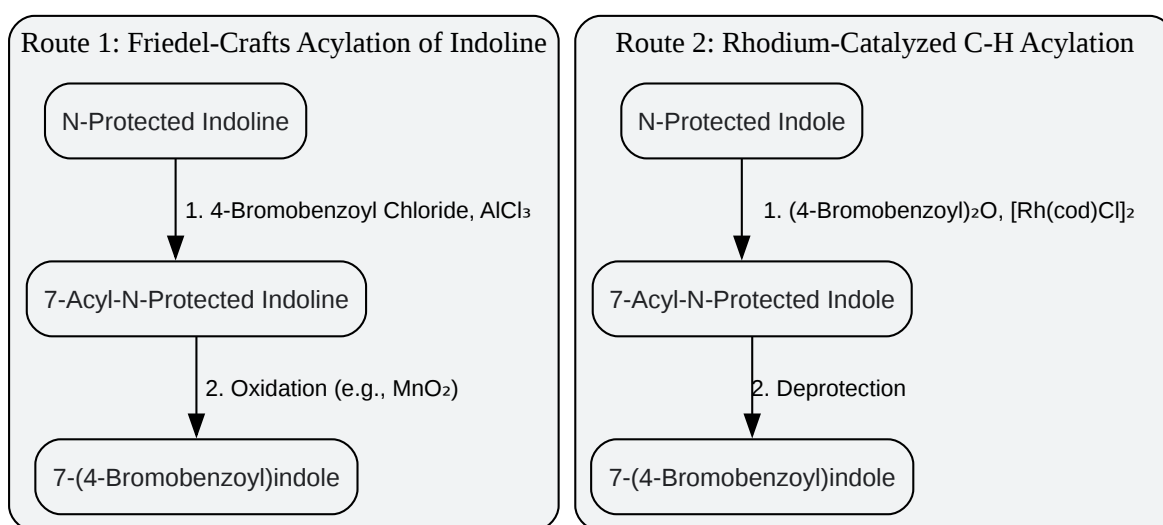 Route 1: Friedel-Crafts Acylation of Indoline
N-Protected Indoline
1. 4-Bromobenzoyl Chloride, AlCl₃
7-Acyl-N-Protected Indoline
2. Oxidation (e.g., MnO₂)
7-(4-Bromobenzoyl)indole
Route 2: Rhodium-Catalyzed C-H Acylation
N-Protected Indole
1. (4-Bromobenzoyl)₂O, [Rh(cod)Cl]₂
7-Acyl-N-Protected Indole
2. Deprotection
7-(4-Bromobenzoyl)indole